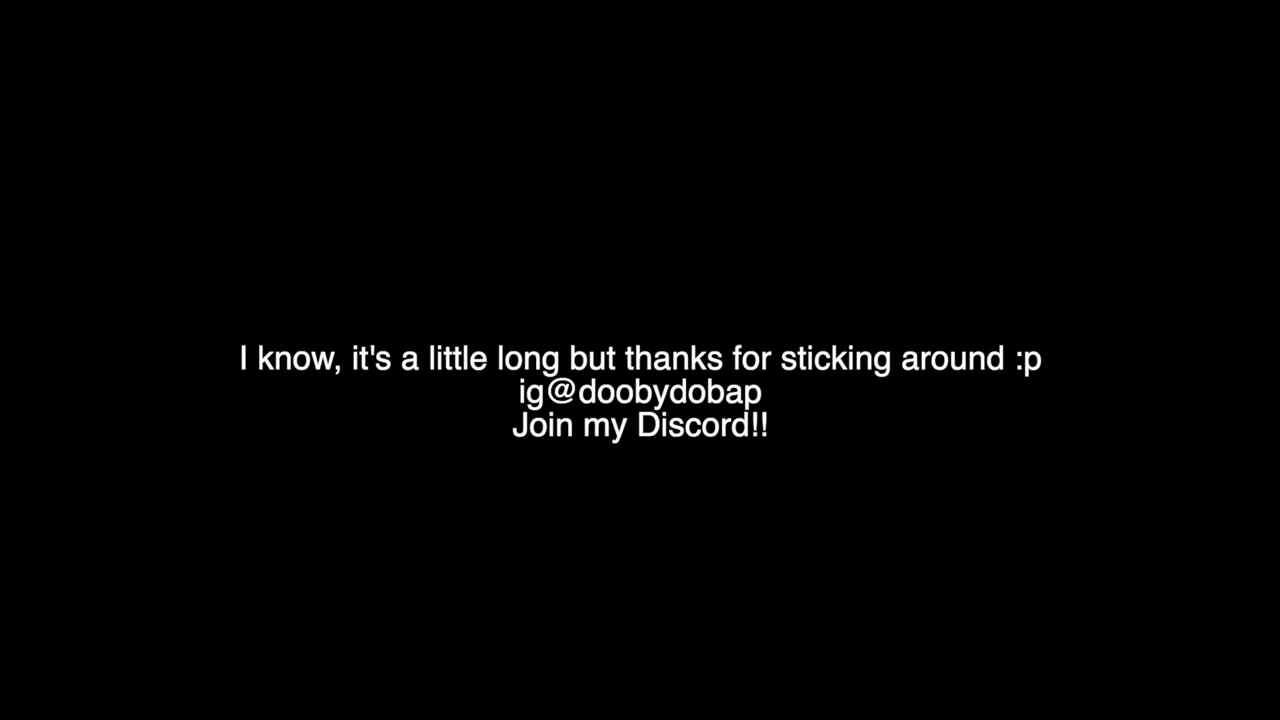 I know, it's a little long but thanks for sticking around :p
ig@doobydobap
Join my Discord!!